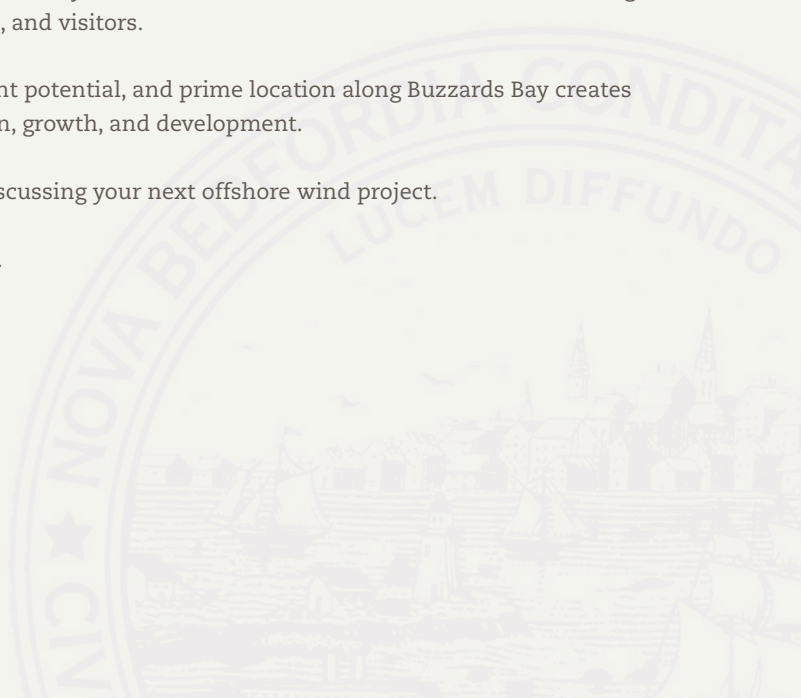 , and visitors.
nt potential, and prime location along Buzzards Bay creates
n, growth, and development.
scussing your next offshore wind project.
.
NOVA BEDFORDIA CONDITA
LUCEM DIFFUNDO
CIV